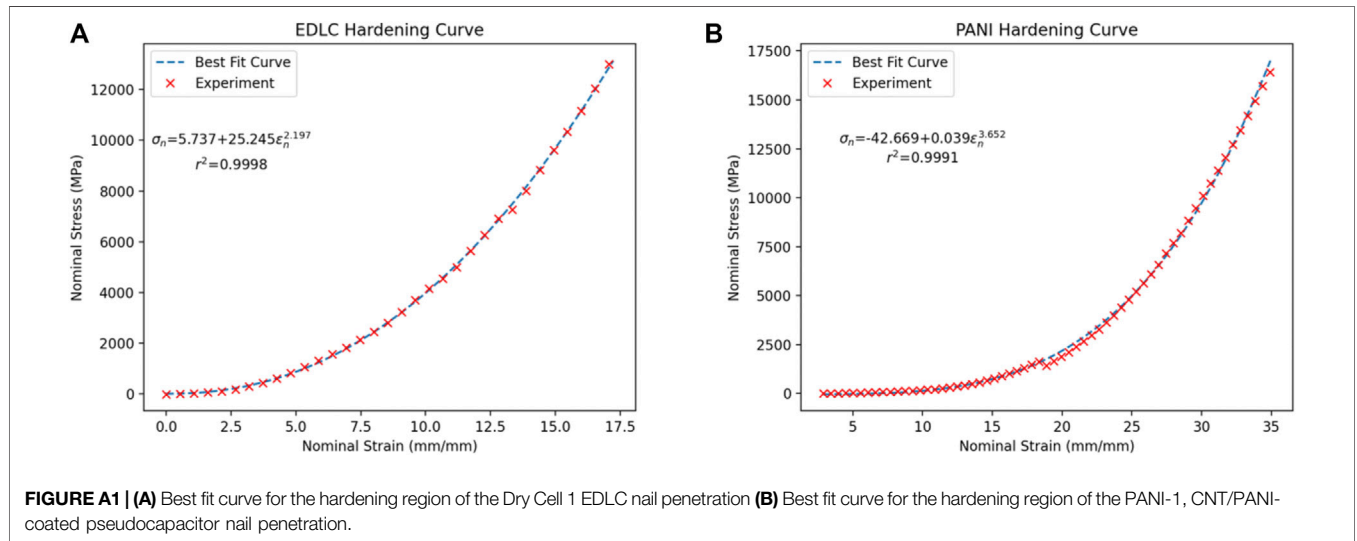 A
EDLC Hardening Curve
Best Fit Curve
Experiment
σₙ=5.737+25.245εₙ^2.197
r²=0.9998
12000
10000
8000
6000
4000
2000
0
Nominal Stress (MPa)
0.0 2.5 5.0 7.5 10.0 12.5 15.0 17.5
Nominal Strain (mm/mm)
B
PANI Hardening Curve
Best Fit Curve
Experiment
σₙ=-42.669+0.039εₙ^3.652
r²=0.9991
17500
15000
12500
10000
7500
5000
2500
0
Nominal Stress (MPa)
5 10 15 20 25 30 35
Nominal Strain (mm/mm)
FIGURE A1 | (A) Best fit curve for the hardening region of the Dry Cell 1 EDLC nail penetration (B) Best fit curve for the hardening region of the PANI-1, CNT/PANI-
coated pseudocapacitor nail penetration.